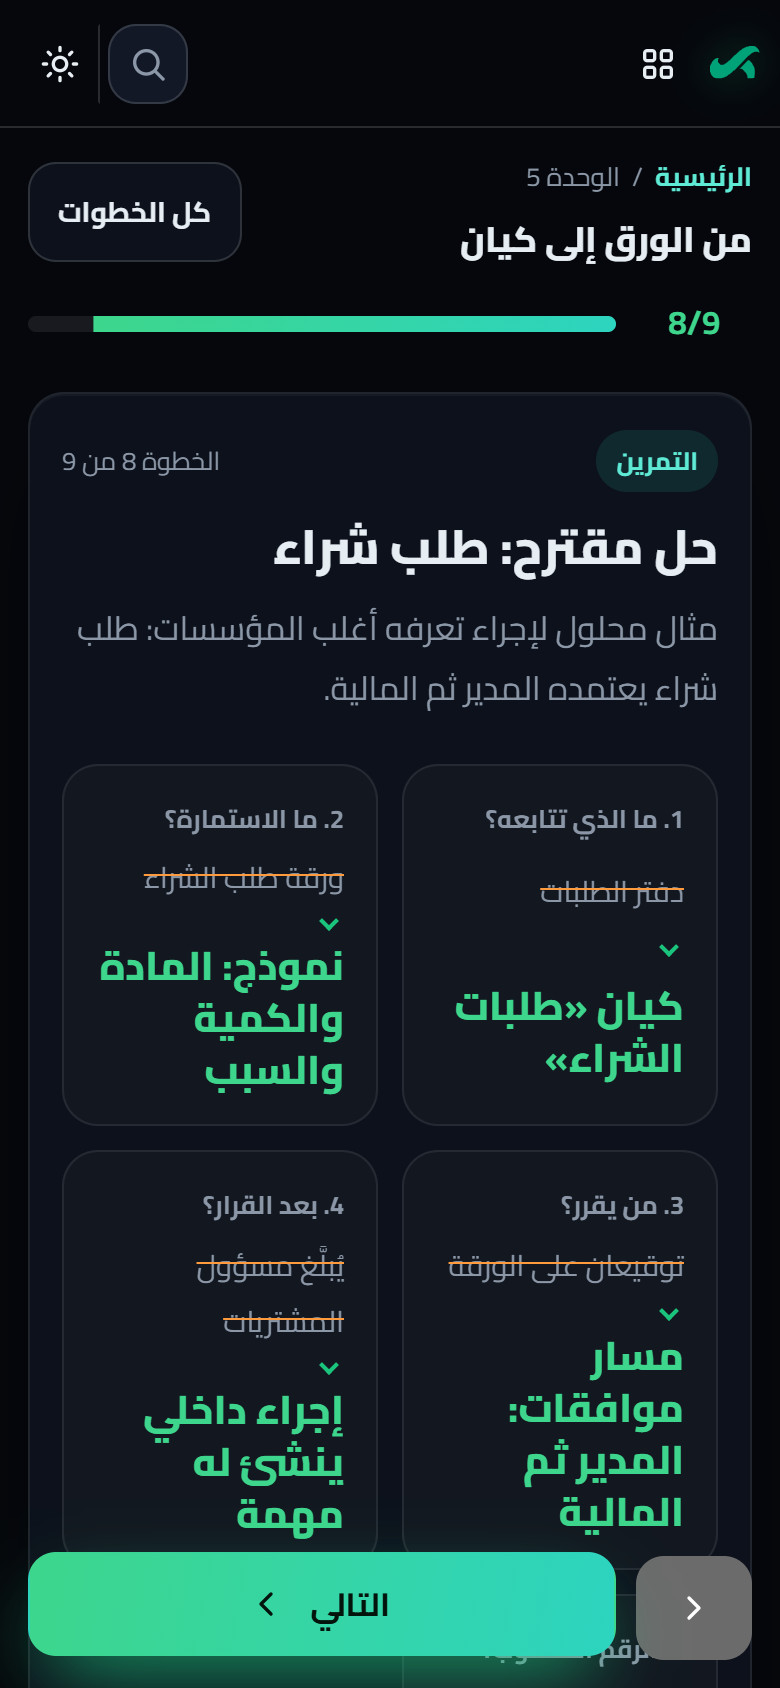 الرئيسية / الوحدة 5
من الورق إلى كيان
كل الخطوات
8/9
التمرين
الخطوة 8 من 9
حل مقترح: طلب شراء
مثال محلول لإجراء تعرفه أغلب المؤسسات: طلب
شراء يعتمده المدير ثم المالية.
1. ما الذي تتابعه؟
دفتر الطلبات
كيان «طلبات
الشراء»
2. ما الاستمارة؟
ورقة طلب الشراء
نموذج: المادة
والكمية
والسبب
3. من يقرر؟
توقيعان على الورقة
مسار
موافقات:
المدير ثم
المالية
4. بعد القرار؟
يُبلَّغ مسؤول
المشتريات
إجراء داخلي
ينشئ له
مهمة
التالي